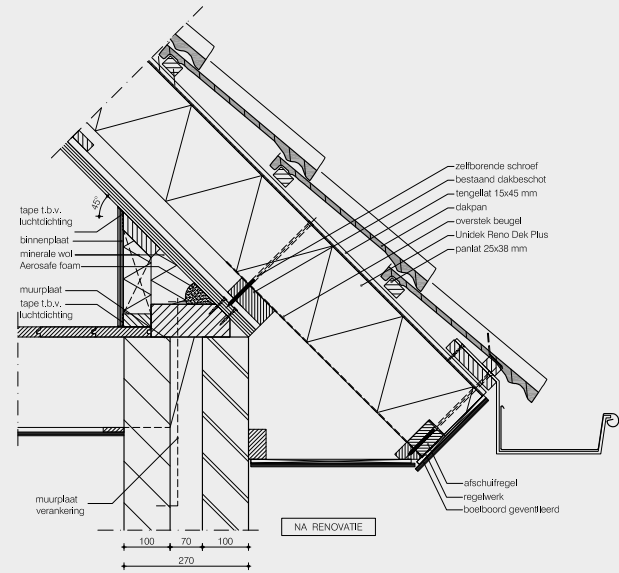 zelfborende schroef
bestaand dakbeschot
tengellat 15x45 mm
dakpan
overstek beugel
Unidek Reno Dek Plus
panlat 25x38 mm
45°
tape t.b.v.
luchtdichting
binnenplaat
minerale wol
Aerosafe foam
muurplaat
tape t.b.v.
luchtdichting
afschuifregel
regelwerk
boeiboord geventileerd
muurplaat
verankering
NA RENOVATIE
100 70 100
270